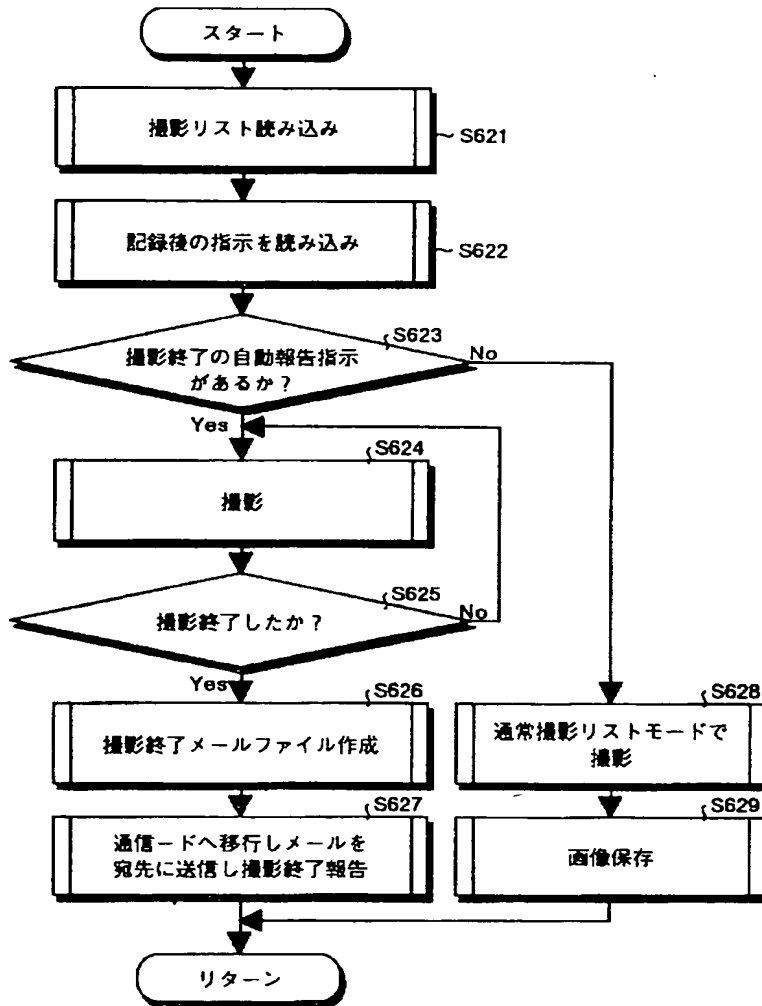 スタート
撮影リスト読み込み
S621
記録後の指示を読み込み
S622
S623
撮影終了の自動報告指示
があるか？
No
Yes
S624
撮影
S625
撮影終了したか？
No
Yes
S626
撮影終了メールファイル作成
S628
通常撮影リストモードで
撮影
S627
通信ードへ移行しメールを
宛先に送信し撮影終了報告
S629
画像保存
リターン